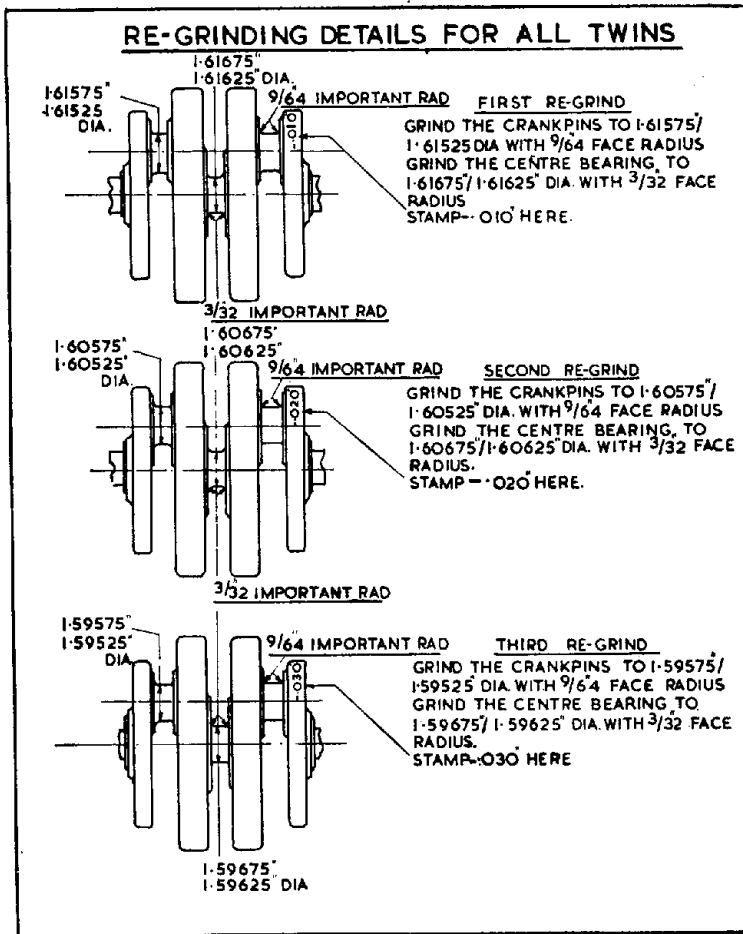 RE-GRINDING DETAILS FOR ALL TWINS
1·61675"
1·61625" DIA.
1·61575"
1·61525
DIA.
9/64 IMPORTANT RAD
·010
FIRST RE-GRIND
GRIND THE CRANKPINS TO 1·61575"/
1·61525 DIA WITH 9/64" FACE RADIUS
GRIND THE CENTRE BEARING, TO
1·61675"/1·61625" DIA. WITH 3/32 FACE
RADIUS
STAMP-·010" HERE.
3/32 IMPORTANT RAD
1·60675"
1·60625"
1·60575"
1·60525"
DIA.
9/64" IMPORTANT RAD
·020
SECOND RE-GRIND
GRIND THE CRANKPINS TO 1·60575"/
1·60525" DIA. WITH 9/64 FACE RADIUS
GRIND THE CENTRE BEARING, TO
1·60675"/1·60625" DIA. WITH 3/32 FACE
RADIUS.
STAMP-·020" HERE.
3/32" IMPORTANT RAD
1·59575"
1·59525"
DIA
9/64" IMPORTANT RAD
·030
THIRD RE-GRIND
GRIND THE CRANKPINS TO 1·59575"/
1·59525" DIA. WITH 9/64 FACE RADIUS
GRIND THE CENTRE BEARING, TO
1·59675"/1·59625" DIA. WITH 3/32 FACE
RADIUS.
STAMP-·030" HERE
1·59675"
1·59625" DIA